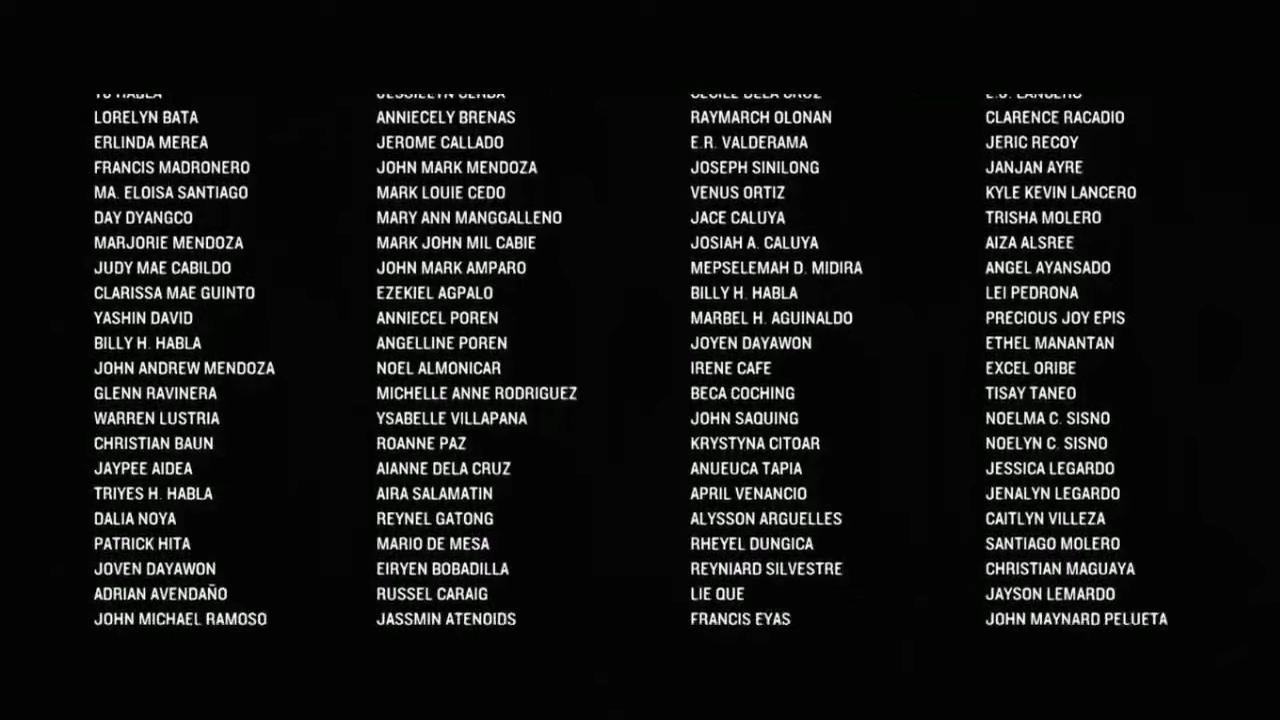 LORELYN BATA
ERLINDA MEREA
FRANCIS MADRONERO
MA. ELOISA SANTIAGO
DAY DYANGCO
MARJORIE MENDOZA
JUDY MAE CABILDO
CLARISSA MAE GUINTO
YASHIN DAVID
BILLY H. HABLA
JOHN ANDREW MENDOZA
GLENN RAVINERA
WARREN LUSTRIA
CHRISTIAN BAUN
JAYPEE AIDEA
TRIYES H. HABLA
DALIA NOYA
PATRICK HITA
JOVEN DAYAWON
ADRIAN AVENDAÑO
JOHN MICHAEL RAMOSO
ANNIECELY BRENAS
JEROME CALLADO
JOHN MARK MENDOZA
MARK LOUIE CEDO
MARY ANN MANGGALLENO
MARK JOHN MIL CABIE
JOHN MARK AMPARO
EZEKIEL AGPALO
ANNIECEL POREN
ANGELLINE POREN
NOEL ALMONICAR
MICHELLE ANNE RODRIGUEZ
YSABELLE VILLAPANA
ROANNE PAZ
AIANNE DELA CRUZ
AIRA SALAMATIN
REYNEL GATONG
MARIO DE MESA
EIRYEN BOBADILLA
RUSSEL CARAIG
JASSMIN ATENOIDS
RAYMARCH OLONAN
E.R. VALDERAMA
JOSEPH SINILONG
VENUS ORTIZ
JACE CALUYA
JOSIAH A. CALUYA
MEPSELEMAH D. MIDIRA
BILLY H. HABLA
MARBEL H. AGUINALDO
JOYEN DAYAWON
IRENE CAFE
BECA COCHING
JOHN SAQUING
KRYSTYNA CITOAR
ANUEUCA TAPIA
APRIL VENANCIO
ALYSSON ARGUELLES
RHEYEL DUNGICA
REYNIARD SILVESTRE
LIE QUE
FRANCIS EYAS
CLARENCE RACADIO
JERIC RECOY
JANJAN AYRE
KYLE KEVIN LANCERO
TRISHA MOLERO
AIZA ALSREE
ANGEL AYANSADO
LEI PEDRONA
PRECIOUS JOY EPIS
ETHEL MANANTAN
EXCEL ORIBE
TISAY TANEO
NOELMA C. SISNO
NOELYN C. SISNO
JESSICA LEGARDO
JENALYN LEGARDO
CAITLYN VILLEZA
SANTIAGO MOLERO
CHRISTIAN MAGUAYA
JAYSON LEMARDO
JOHN MAYNARD PELUETA